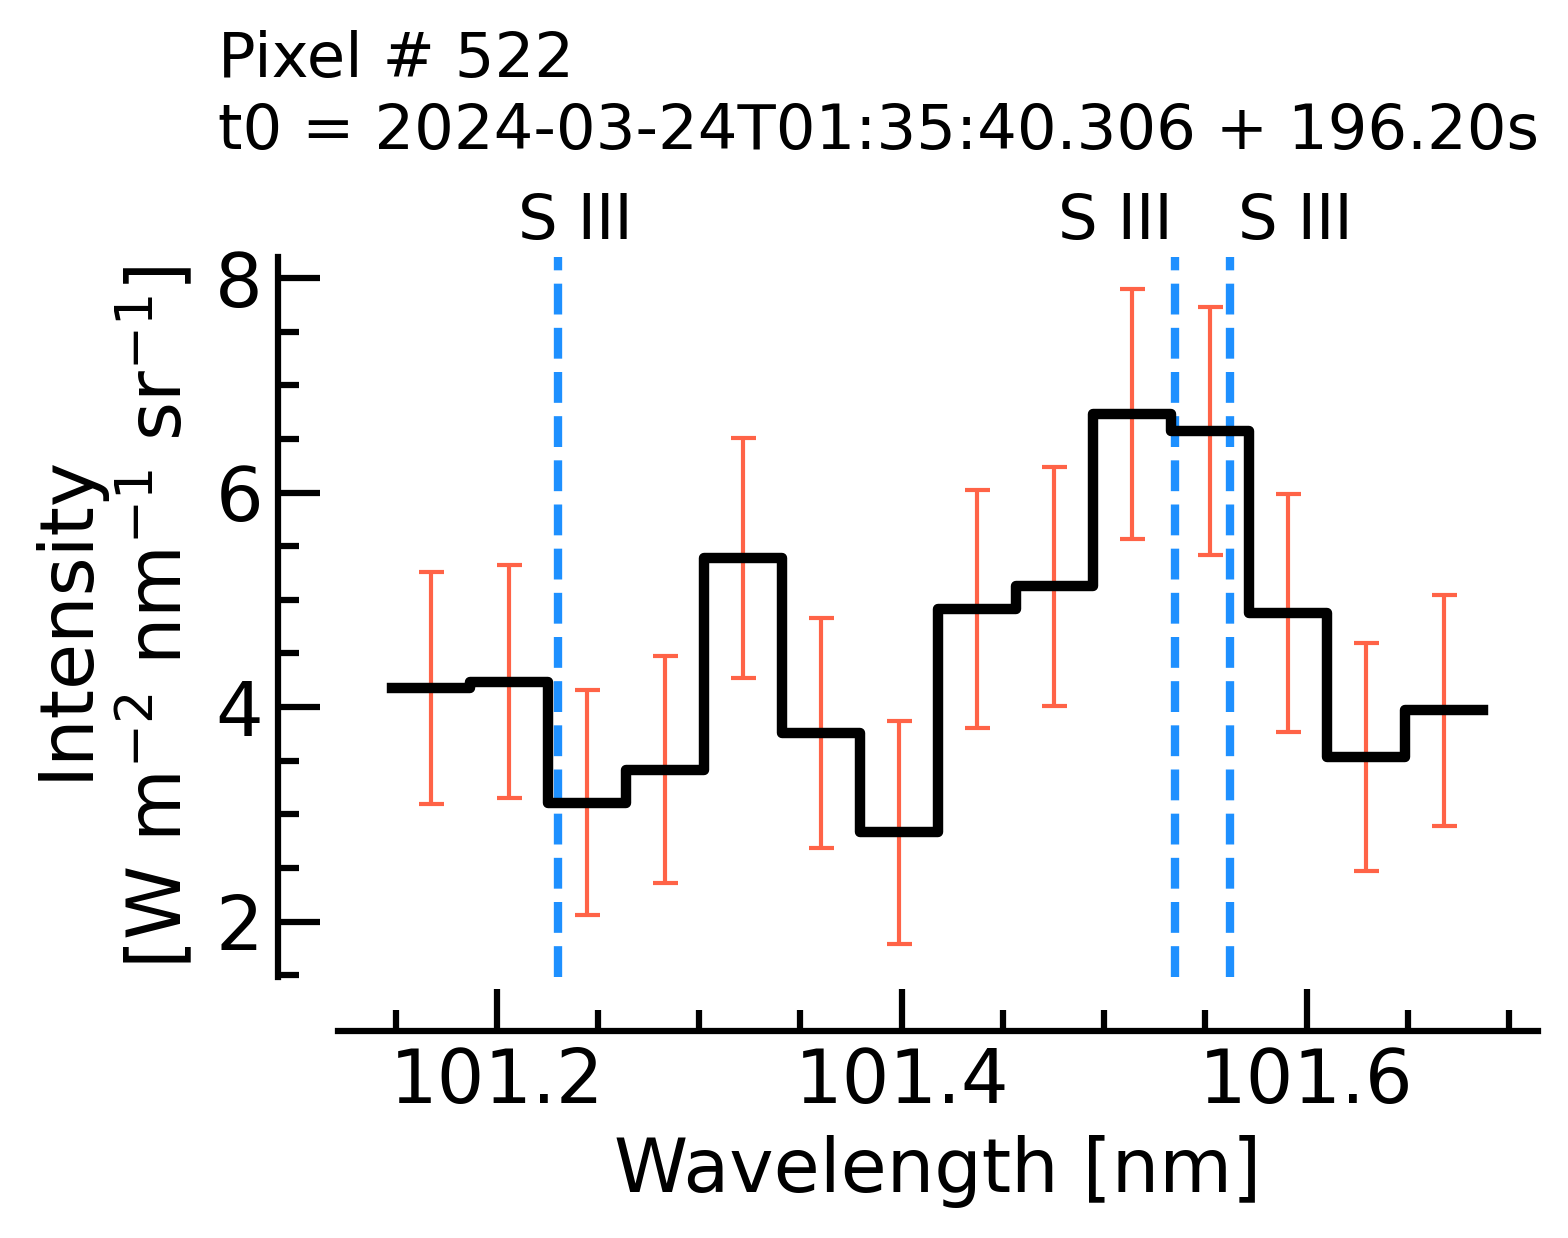 Pixel # 522
t0 = 2024-03-24T01:35:40.306 + 196.20s
S III S III S III
Intensity
[W m⁻² nm⁻¹ sr⁻¹]
8
6
4
2
101.2 101.4 101.6
Wavelength [nm]